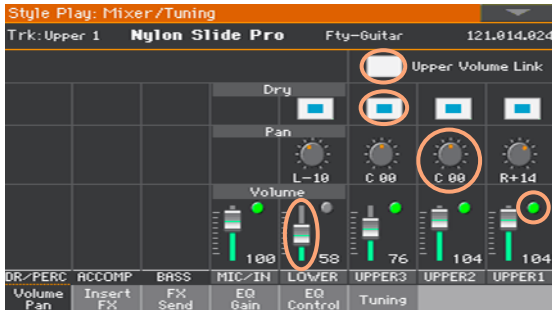 Style Play: Mixer/Tuning
Trk: Upper 1 Nylon Slide Pro Fty-Guitar 121.014.024
Upper Volume Link
Dry
Pan
L-10 C 00 C 00 R+14
Volume
100 58 76 104 104
DR/PERC ACCOMP BASS MIC/IN LOWER UPPER3 UPPER2 UPPER1
Volume Pan Insert FX FX Send EQ Gain EQ Control Tuning